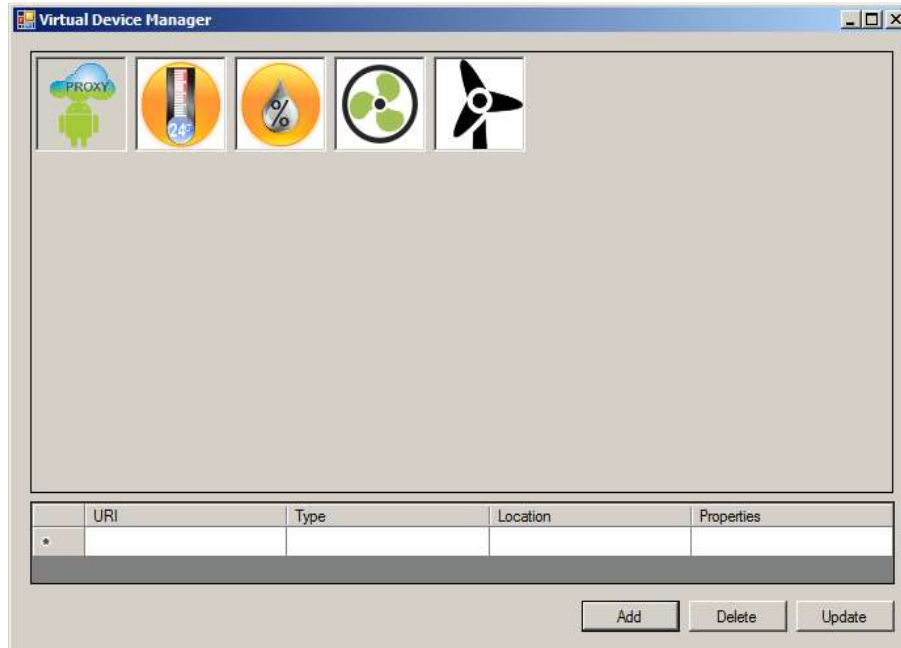 Virtual Device Manager
PROXY
24°
%
URI Type Location Properties
*
Add Delete Update